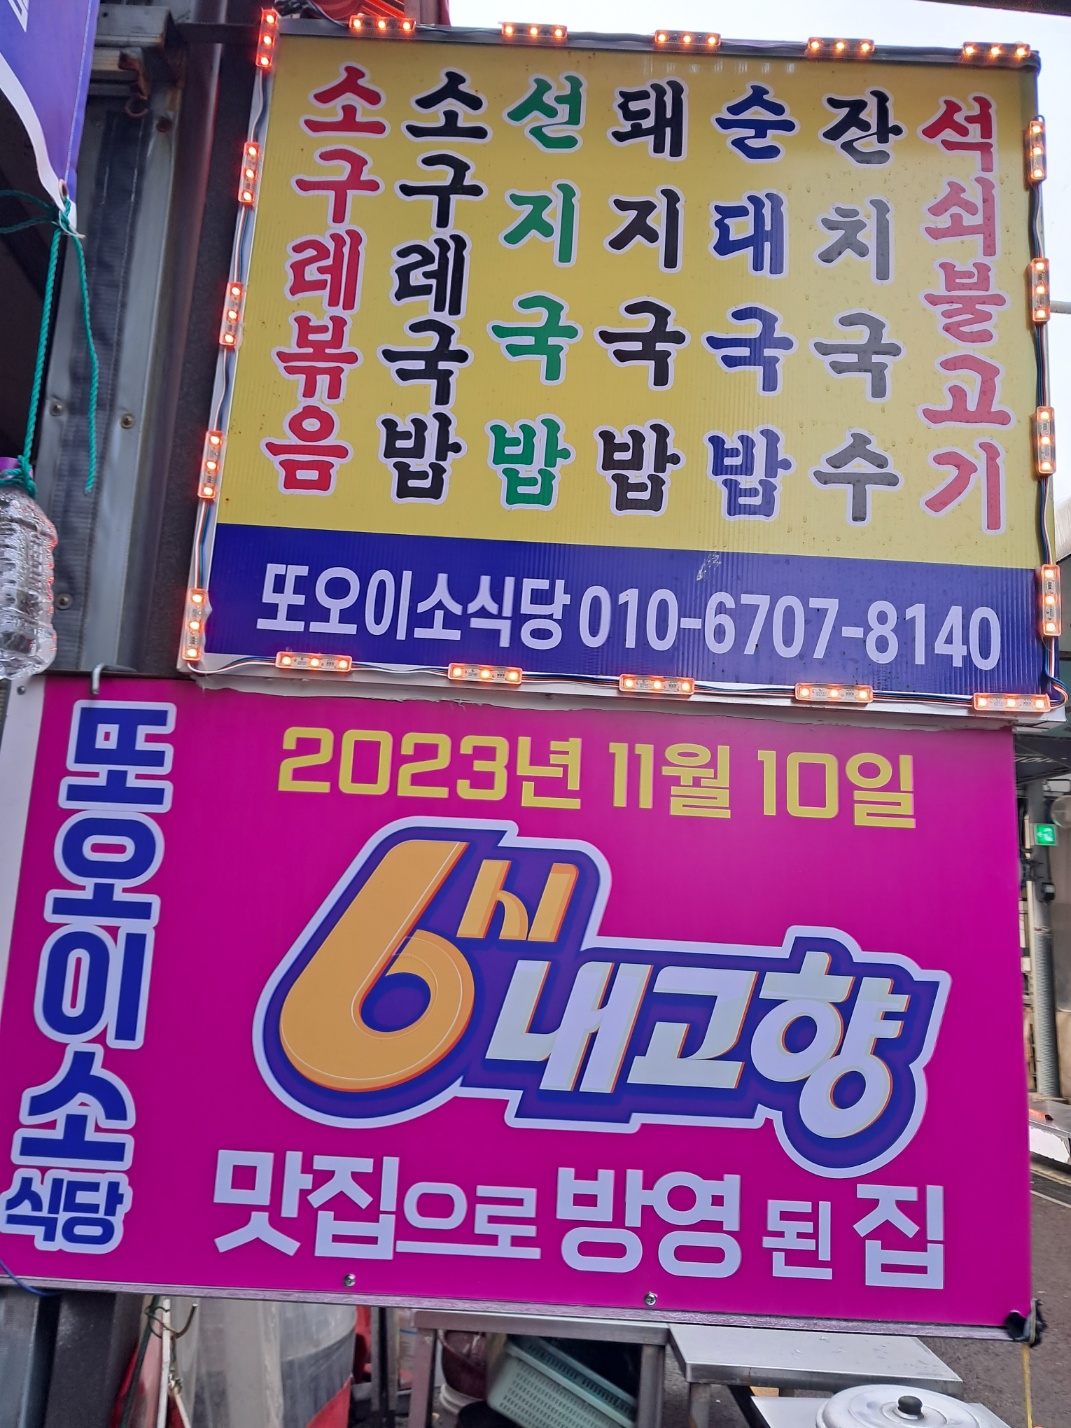 소구레볶음
소구레국밥
선지국밥
돼지국밥
순대국밥
잔치국수
석쇠불고기
또오이소식당 010-6707-8140
또오이소식당
2023년 11월 10일
6시 내고향
맛집으로 방영 된 집